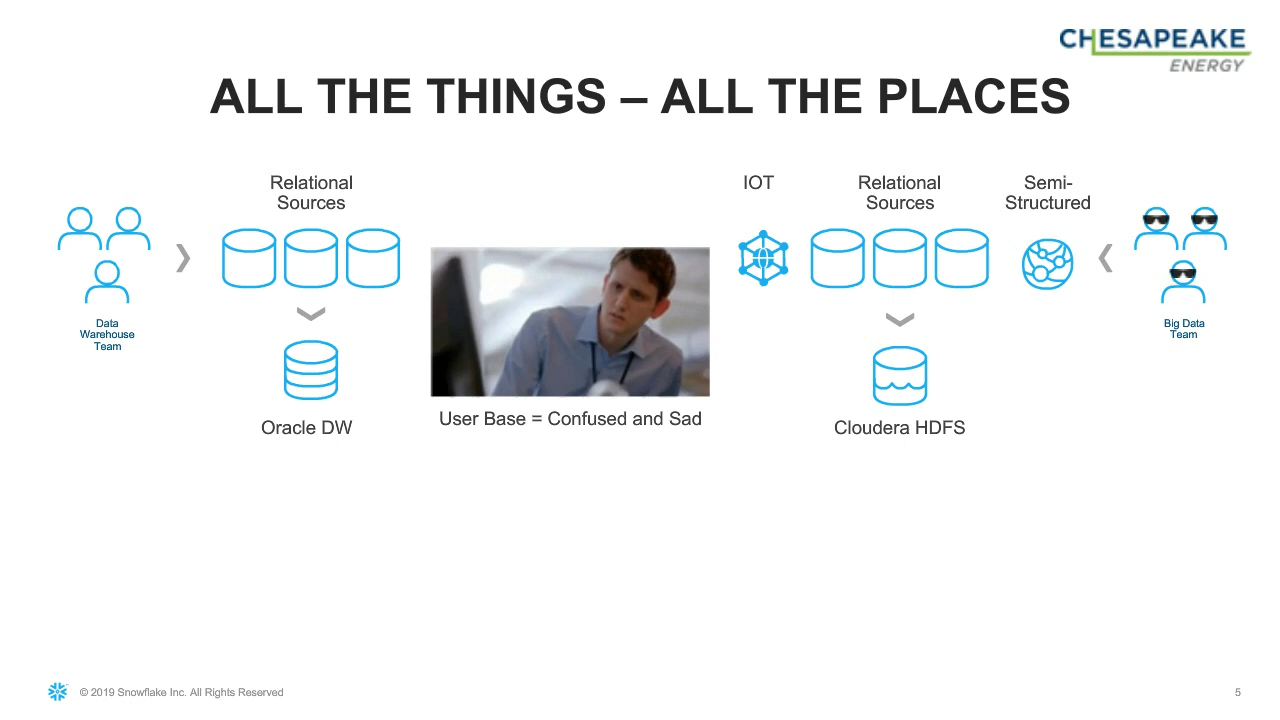 CHESAPEAKE
ENERGY
ALL THE THINGS – ALL THE PLACES
Data
Warehouse
Team
Relational
Sources
Oracle DW
User Base = Confused and Sad
IOT
Relational
Sources
Semi-
Structured
Cloudera HDFS
Big Data
Team
© 2019 Snowflake Inc. All Rights Reserved
5